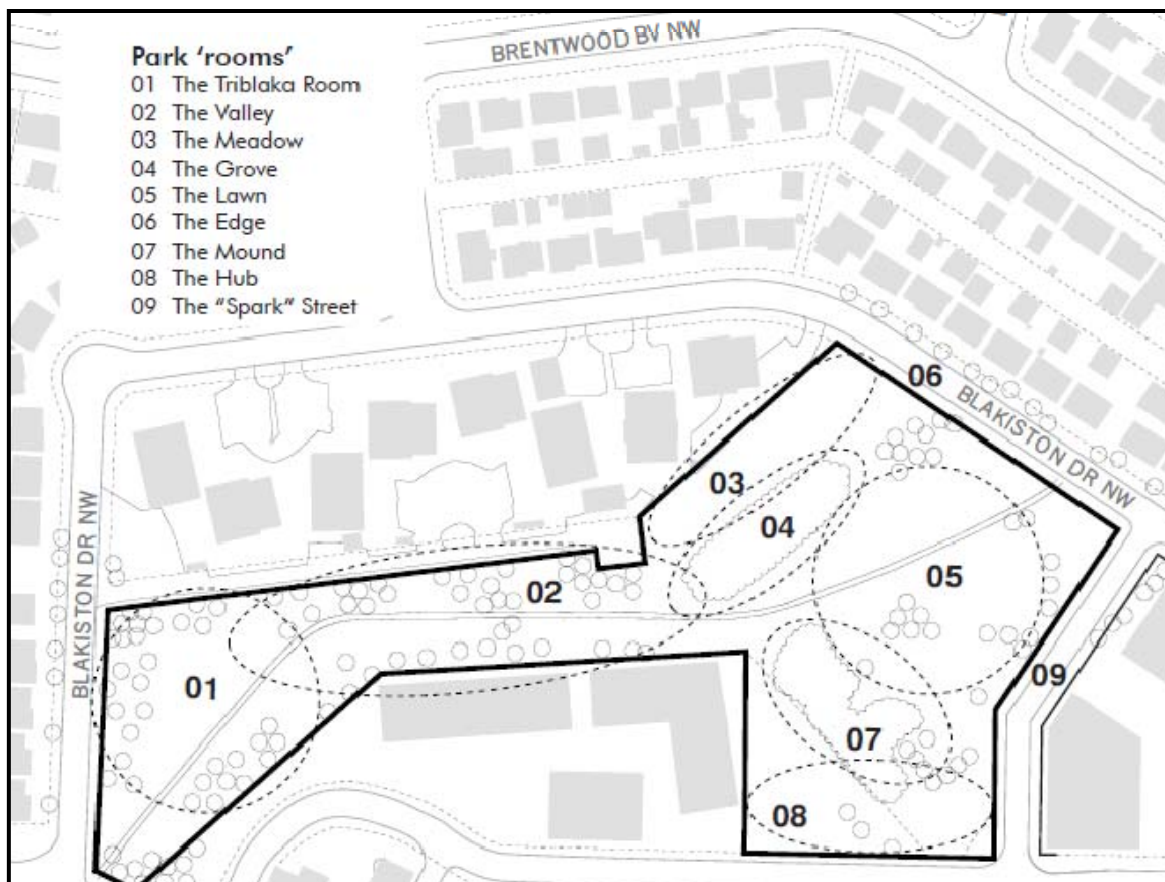 Park 'rooms'
01 The Triblaka Room
02 The Valley
03 The Meadow
04 The Grove
05 The Lawn
06 The Edge
07 The Mound
08 The Hub
09 The "Spark" Street
BRENTWOOD BV NW
06
BLAKISTON DR NW
03
04
05
02
BLAKISTON DR NW
01
09
07
08